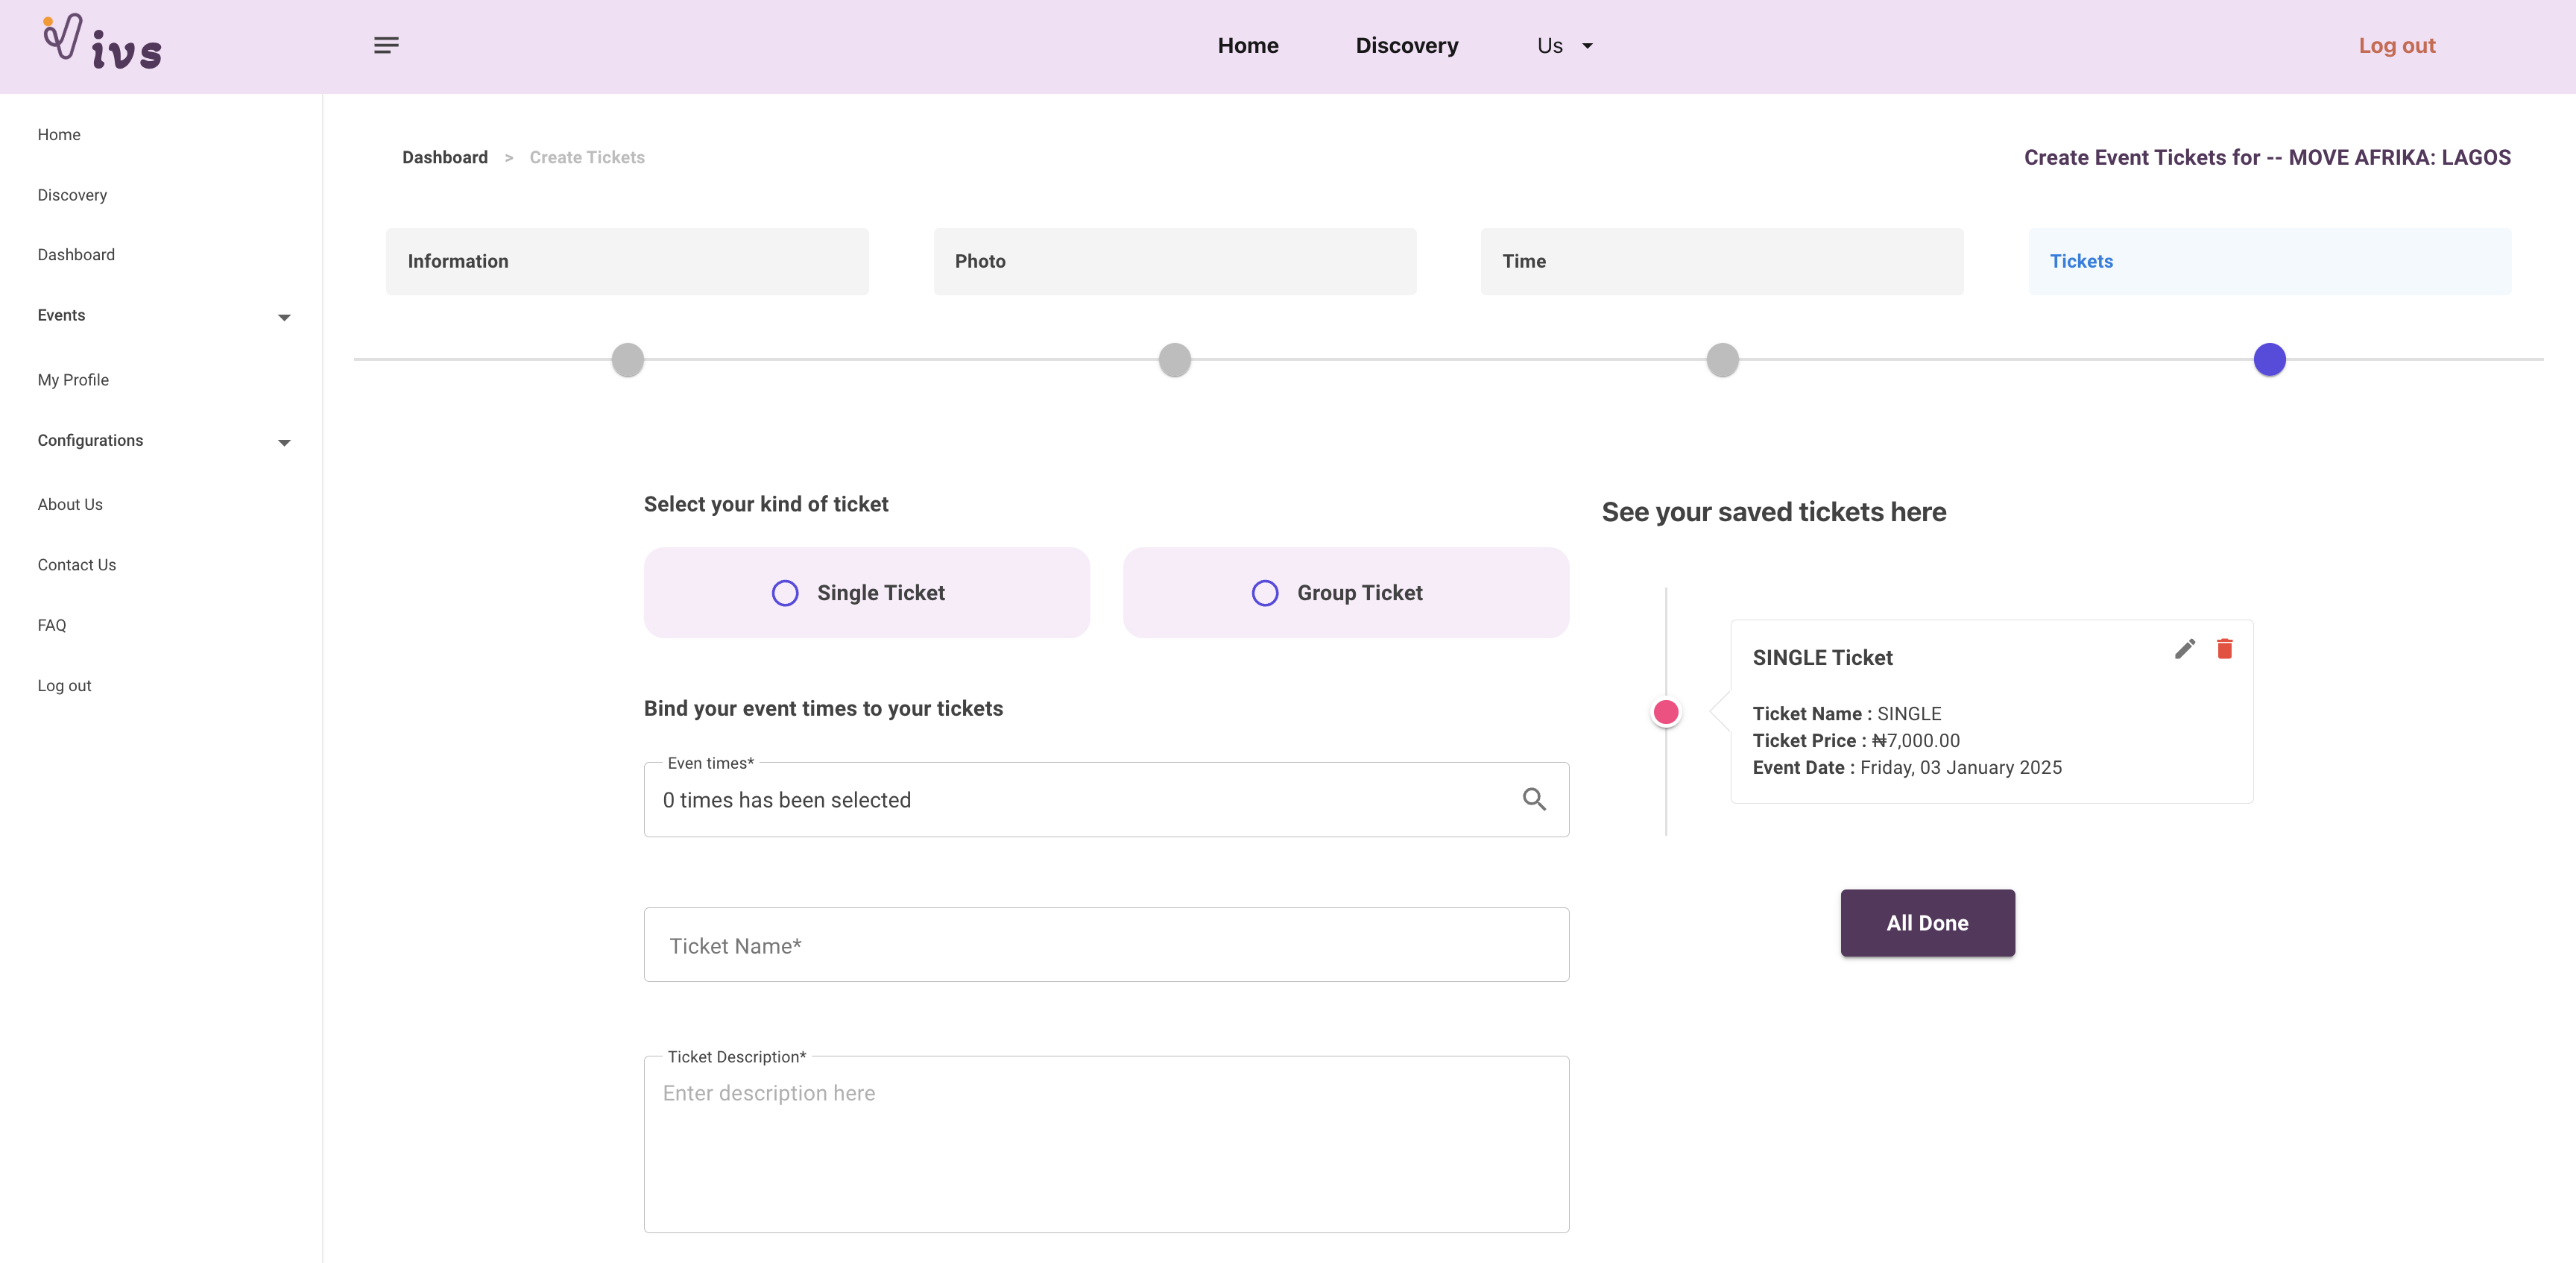 Vivs
Home
Discovery
Us
Log out
Home
Discovery
Dashboard
Events
My Profile
Configurations
About Us
Contact Us
FAQ
Log out
Dashboard > Create Tickets
Create Event Tickets for -- MOVE AFRIKA: LAGOS
Information
Photo
Time
Tickets
Select your kind of ticket
Single Ticket
Group Ticket
Bind your event times to your tickets
Even times*
0 times has been selected
Ticket Name*
Ticket Description*
Enter description here
See your saved tickets here
SINGLE Ticket
Ticket Name : SINGLE
Ticket Price : ₦7,000.00
Event Date : Friday, 03 January 2025
All Done